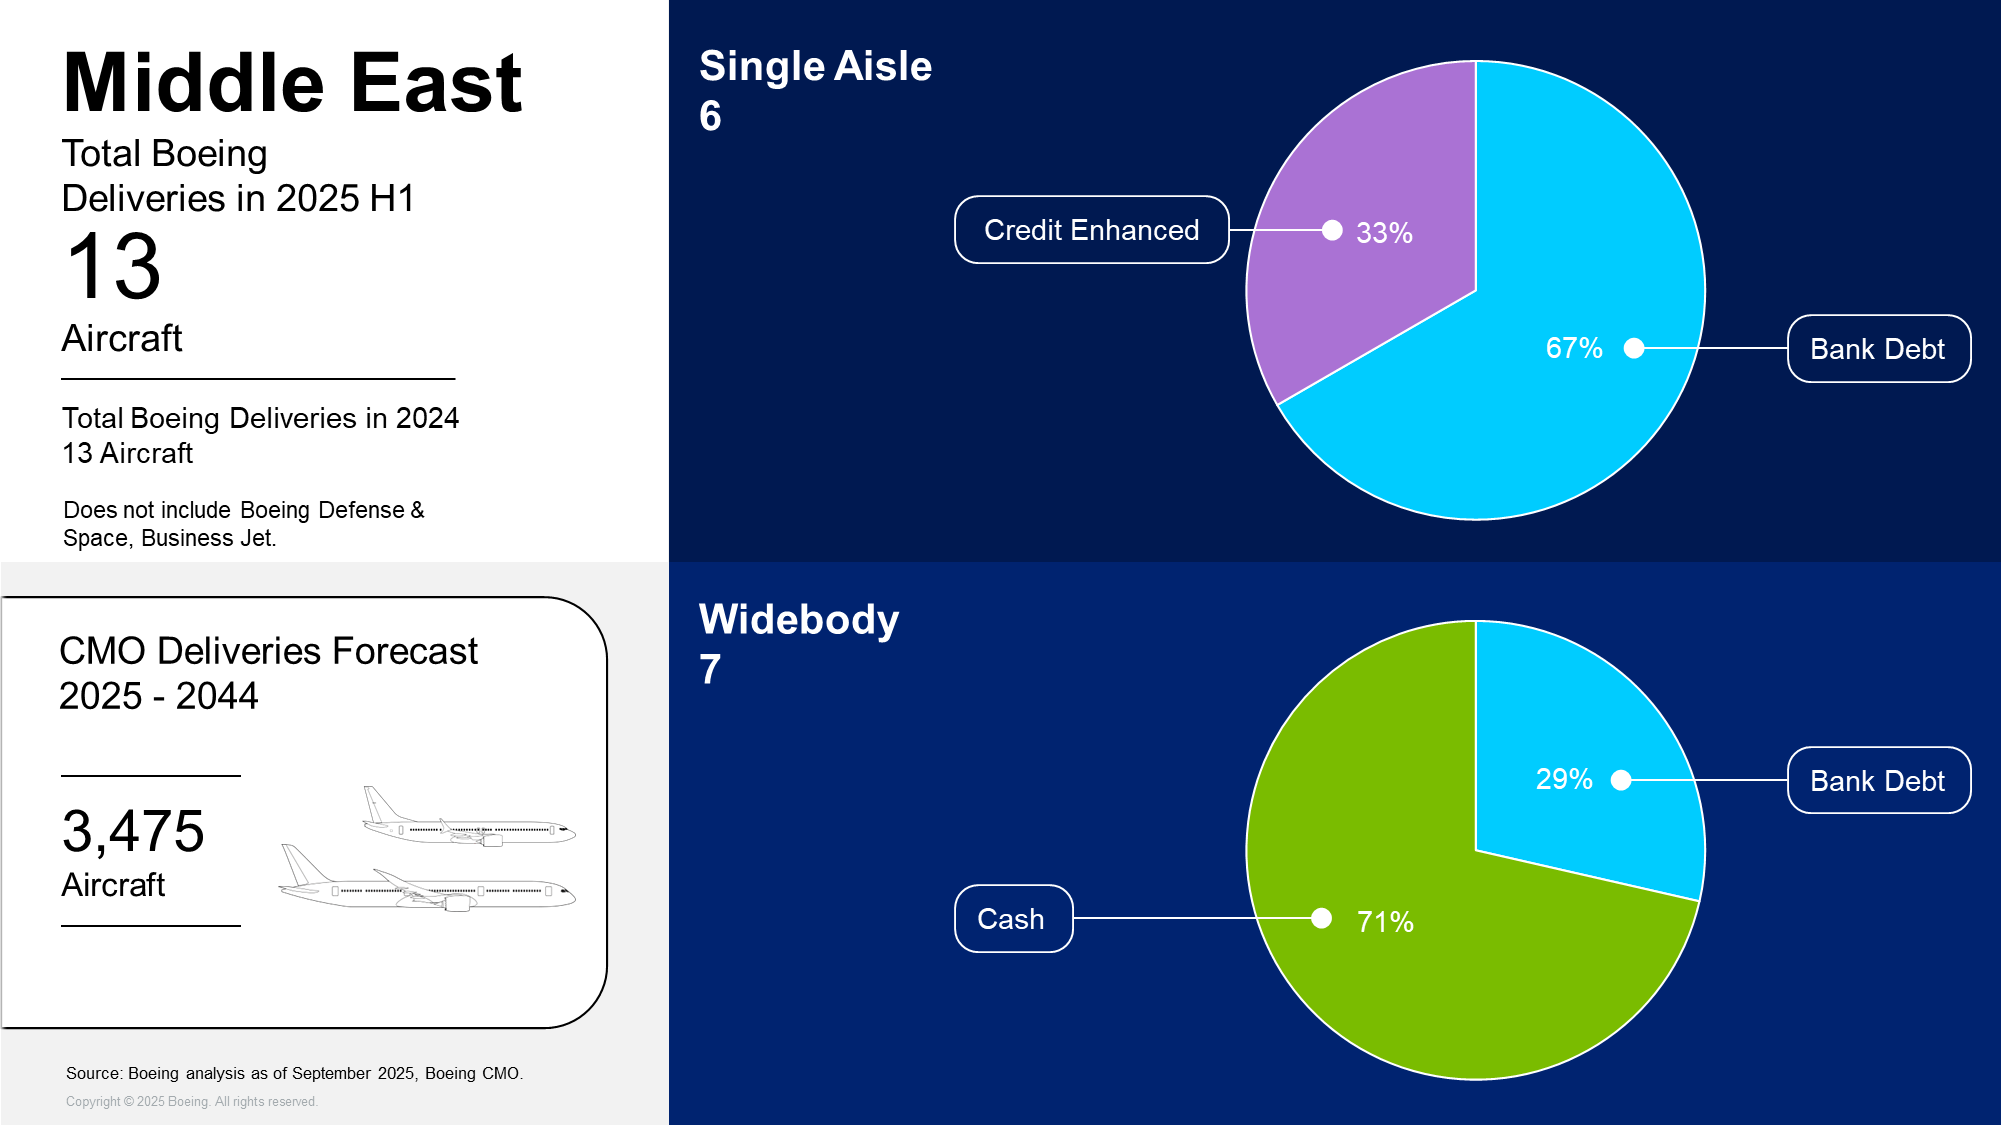 Middle East
Total Boeing
Deliveries in 2025 H1
13
Aircraft
Total Boeing Deliveries in 2024
13 Aircraft
Does not include Boeing Defense &
Space, Business Jet.
CMO Deliveries Forecast
2025 - 2044
3,475
Aircraft
Source: Boeing analysis as of September 2025, Boeing CMO.
Copyright © 2025 Boeing. All rights reserved.
Single Aisle
6
Credit Enhanced
33%
67%
Bank Debt
Widebody
7
29%
Bank Debt
Cash
71%